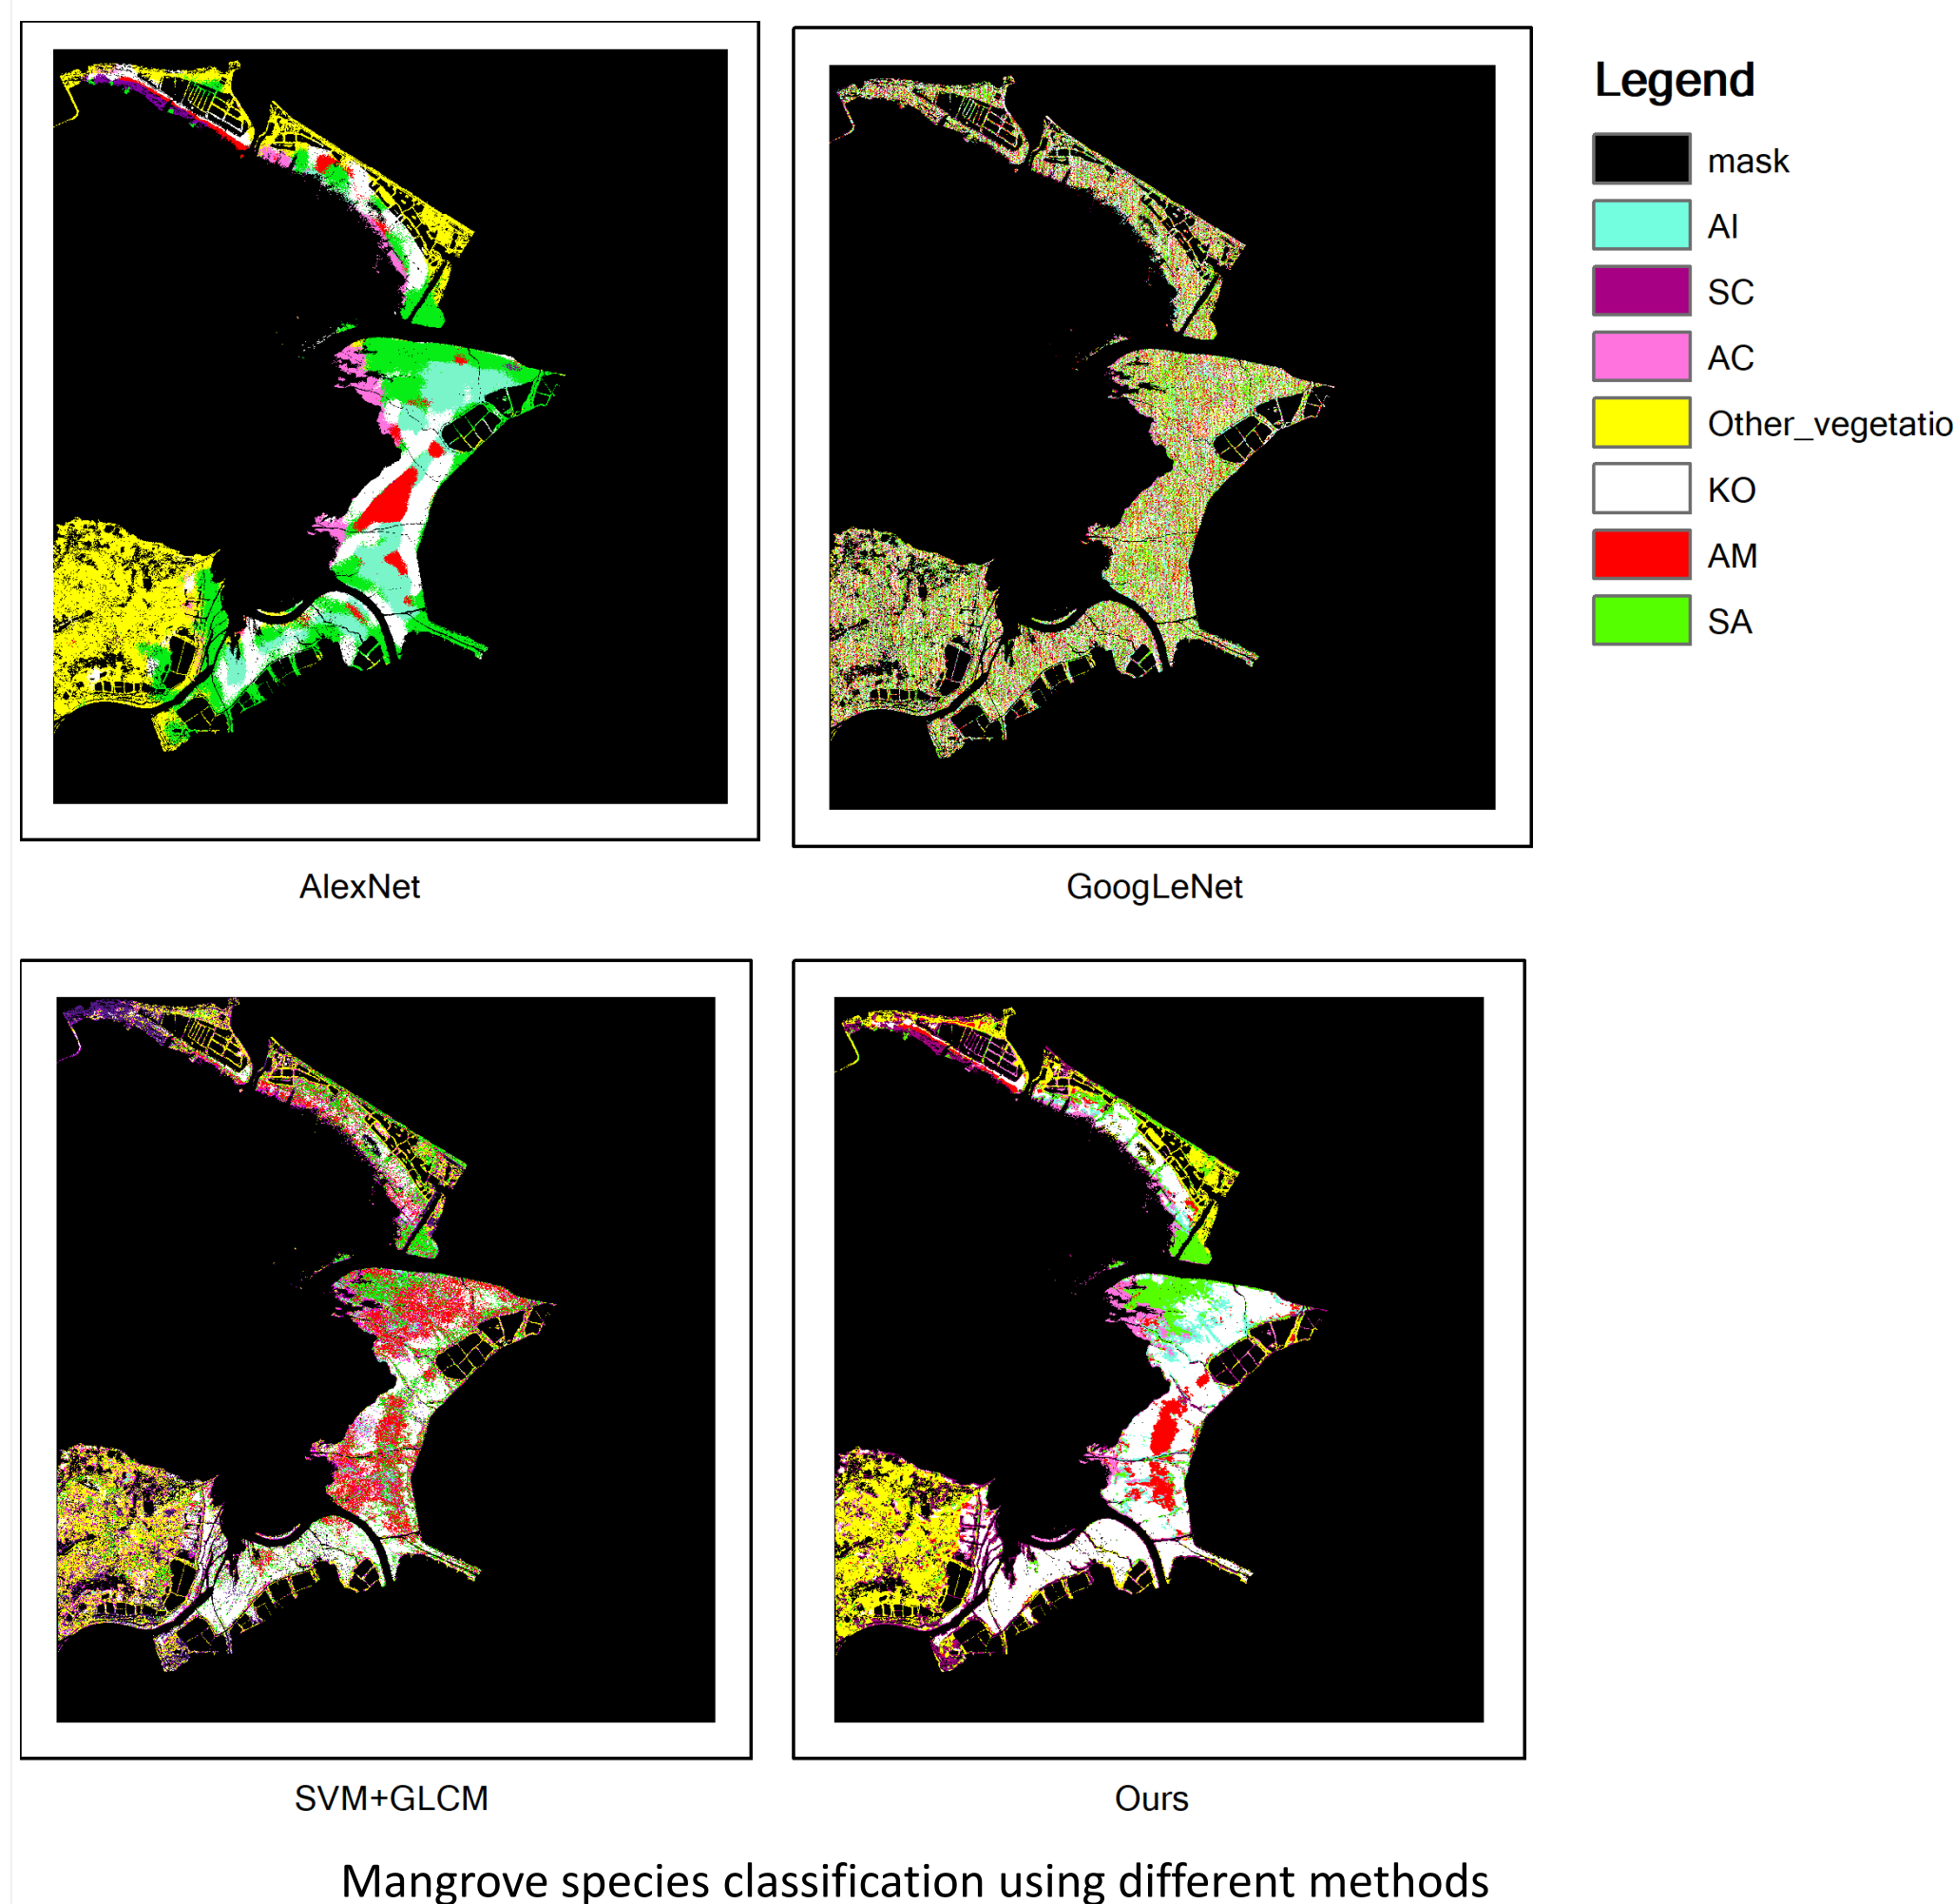 Legend
mask
AI
SC
AC
Other_vegetatio
KO
AM
SA
AlexNet
GoogLeNet
SVM+GLCM
Ours
Mangrove species classification using different methods